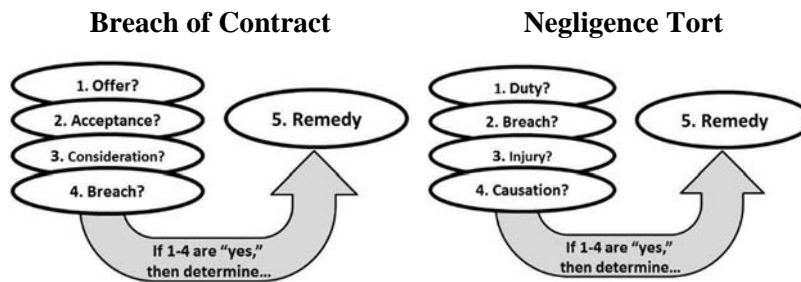 Breach of Contract
1. Offer?
2. Acceptance?
3. Consideration?
4. Breach?
5. Remedy
If 1-4 are “yes,”
then determine...
Negligence Tort
1. Duty?
2. Breach?
3. Injury?
4. Causation?
5. Remedy
If 1-4 are “yes,”
then determine...